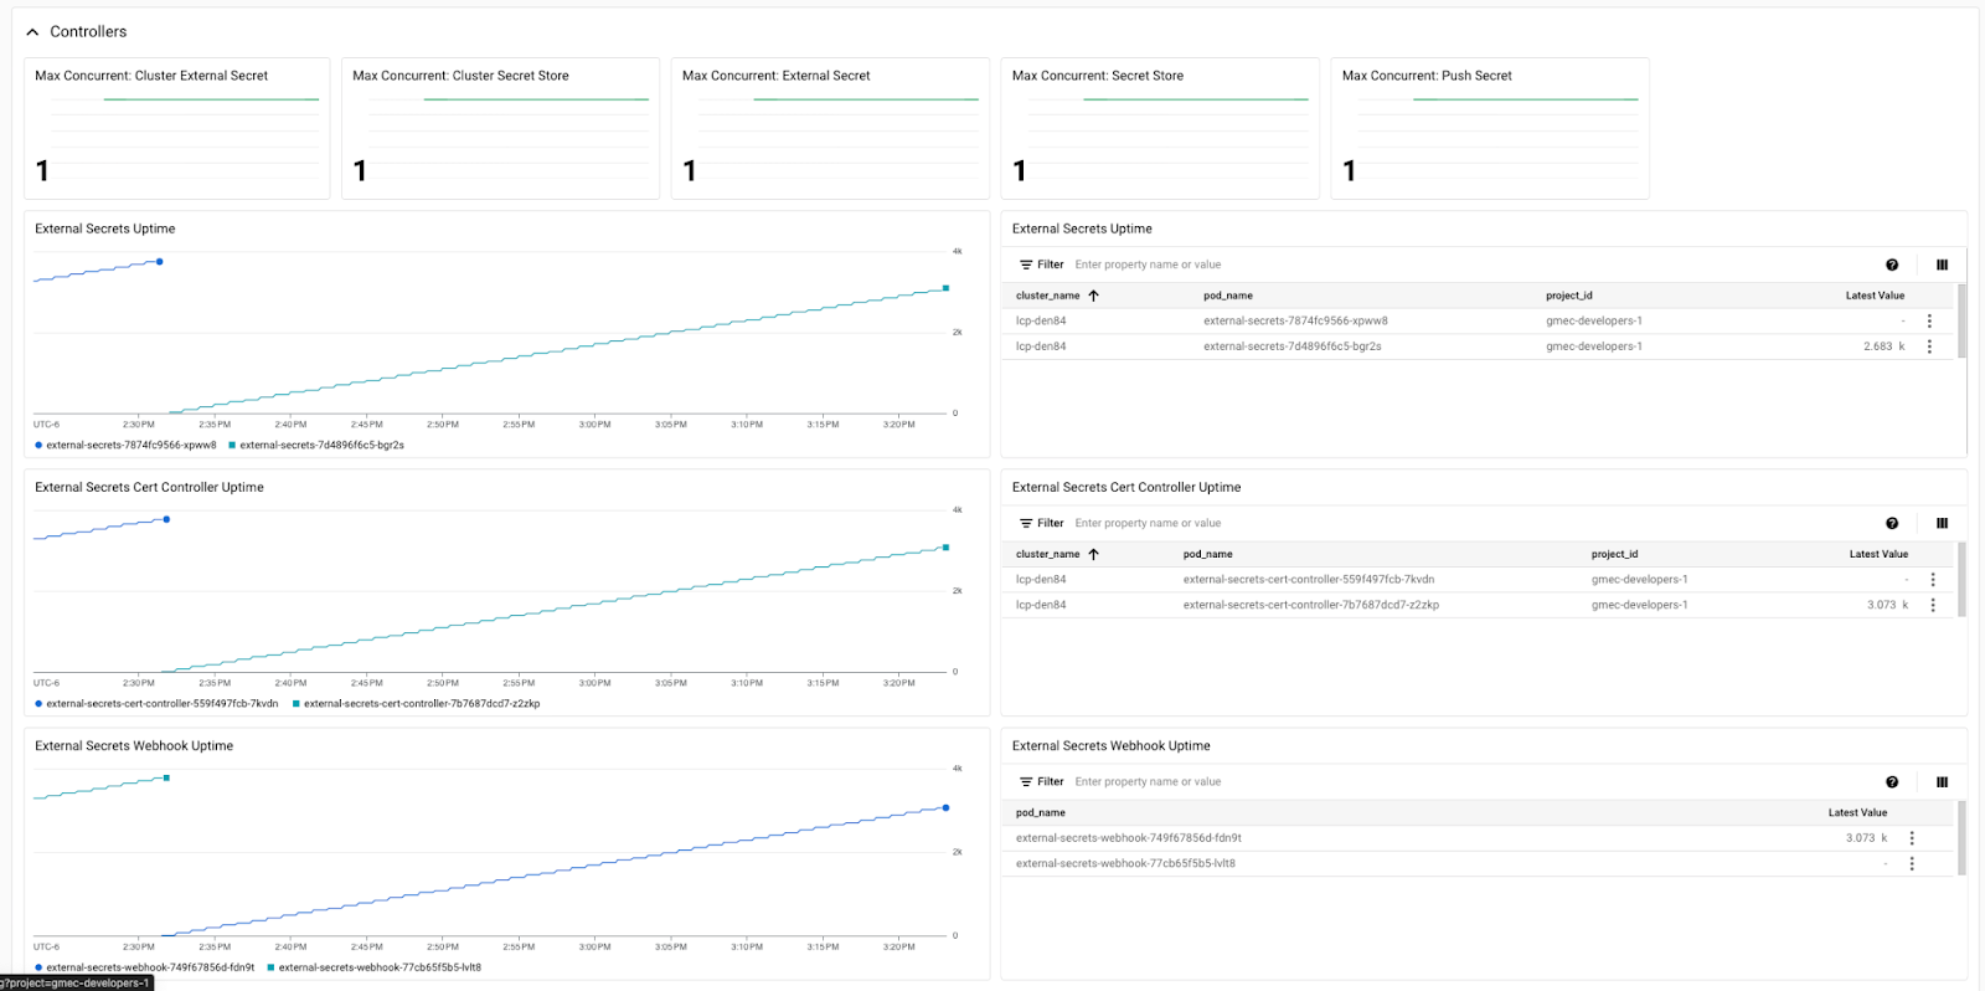 Controllers
Max Concurrent: Cluster External Secret
1
Max Concurrent: Cluster Secret Store
1
Max Concurrent: External Secret
1
Max Concurrent: Secret Store
1
Max Concurrent: Push Secret
1
External Secrets Uptime
4k
2k
0
UTC-6 2:30 PM 2:35 PM 2:40 PM 2:45 PM 2:50 PM 2:55 PM 3:00 PM 3:05 PM 3:10 PM 3:15 PM 3:20 PM
external-secrets-7874fc9566-xpww8 external-secrets-7d4896f6c5-bgr2s
External Secrets Uptime
Filter Enter property name or value
cluster_name pod_name project_id Latest Value
lcp-den84 external-secrets-7874fc9566-xpww8 gmec-developers-1 -
lcp-den84 external-secrets-7d4896f6c5-bgr2s gmec-developers-1 2.683 k
External Secrets Cert Controller Uptime
4k
2k
0
UTC-6 2:30 PM 2:35 PM 2:40 PM 2:45 PM 2:50 PM 2:55 PM 3:00 PM 3:05 PM 3:10 PM 3:15 PM 3:20 PM
external-secrets-cert-controller-559f497fcb-7kvdn external-secrets-cert-controller-7b7687dcd7-z2zkp
External Secrets Cert Controller Uptime
Filter Enter property name or value
cluster_name pod_name project_id Latest Value
lcp-den84 external-secrets-cert-controller-559f497fcb-7kvdn gmec-developers-1 -
lcp-den84 external-secrets-cert-controller-7b7687dcd7-z2zkp gmec-developers-1 3.073 k
External Secrets Webhook Uptime
4k
2k
0
UTC-6 2:30 PM 2:35 PM 2:40 PM 2:45 PM 2:50 PM 2:55 PM 3:00 PM 3:05 PM 3:10 PM 3:15 PM 3:20 PM
external-secrets-webhook-749f67856d-fdn9t external-secrets-webhook-77cb65f5b5-lvlt8
External Secrets Webhook Uptime
Filter Enter property name or value
pod_name Latest Value
external-secrets-webhook-749f67856d-fdn9t 3.073 k
external-secrets-webhook-77cb65f5b5-lvlt8 -
g?project=gmec-developers-1